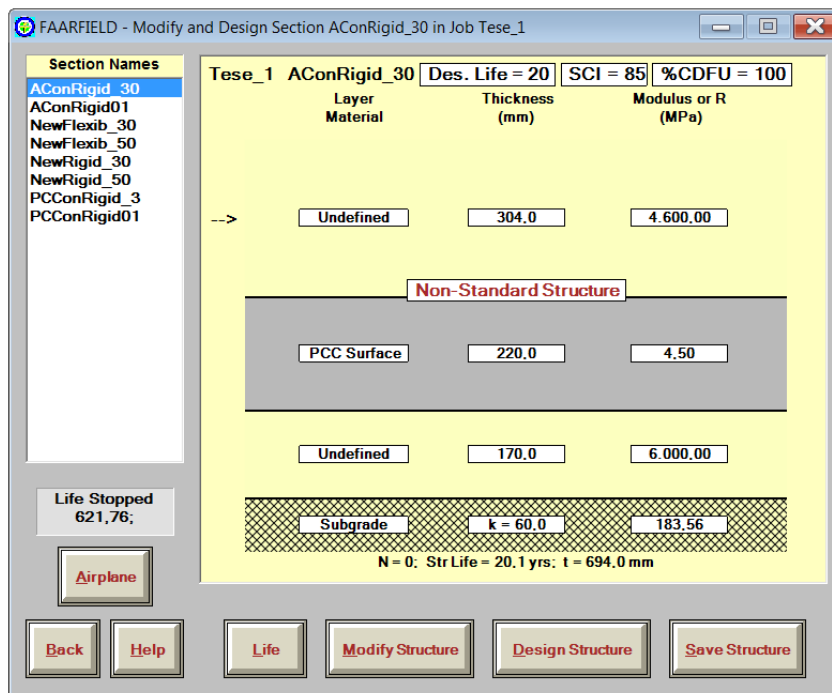 FAARFIELD - Modify and Design Section AConRigid_30 in Job Tese_1
Section Names
AConRigid_30
AConRigid01
NewFlexib_30
NewFlexib_50
NewRigid_30
NewRigid_50
PCConRigid_3
PCConRigid01
Life Stopped
621,76;
Tese_1 AConRigid_30 Des. Life = 20 SCI = 85 %CDFU = 100
Layer Material Thickness (mm) Modulus or R (MPa)
--> Undefined 304,0 4.600,00
Non-Standard Structure
PCC Surface 220,0 4,50
Undefined 170,0 6.000,00
Subgrade k = 60,0 183,56
N = 0; Str Life = 20,1 yrs; t = 694,0 mm
Airplane
Back Help Life Modify Structure Design Structure Save Structure